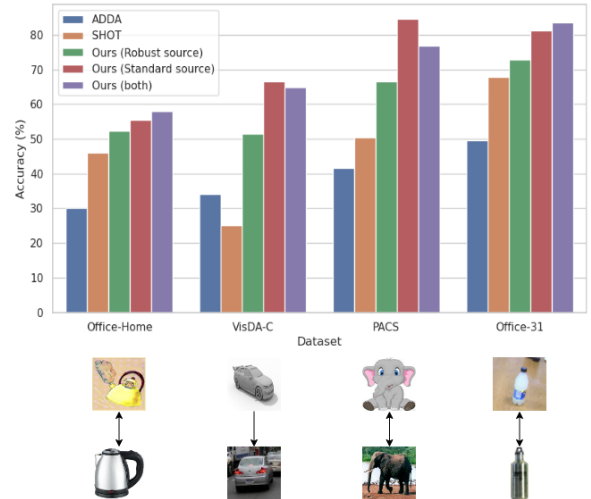 ADDA
SHOT
Ours (Robust source)
Ours (Standard source)
Ours (both)
Accuracy (%)
80
70
60
50
40
30
20
10
0
Office-Home VisDA-C PACS Office-31
Dataset